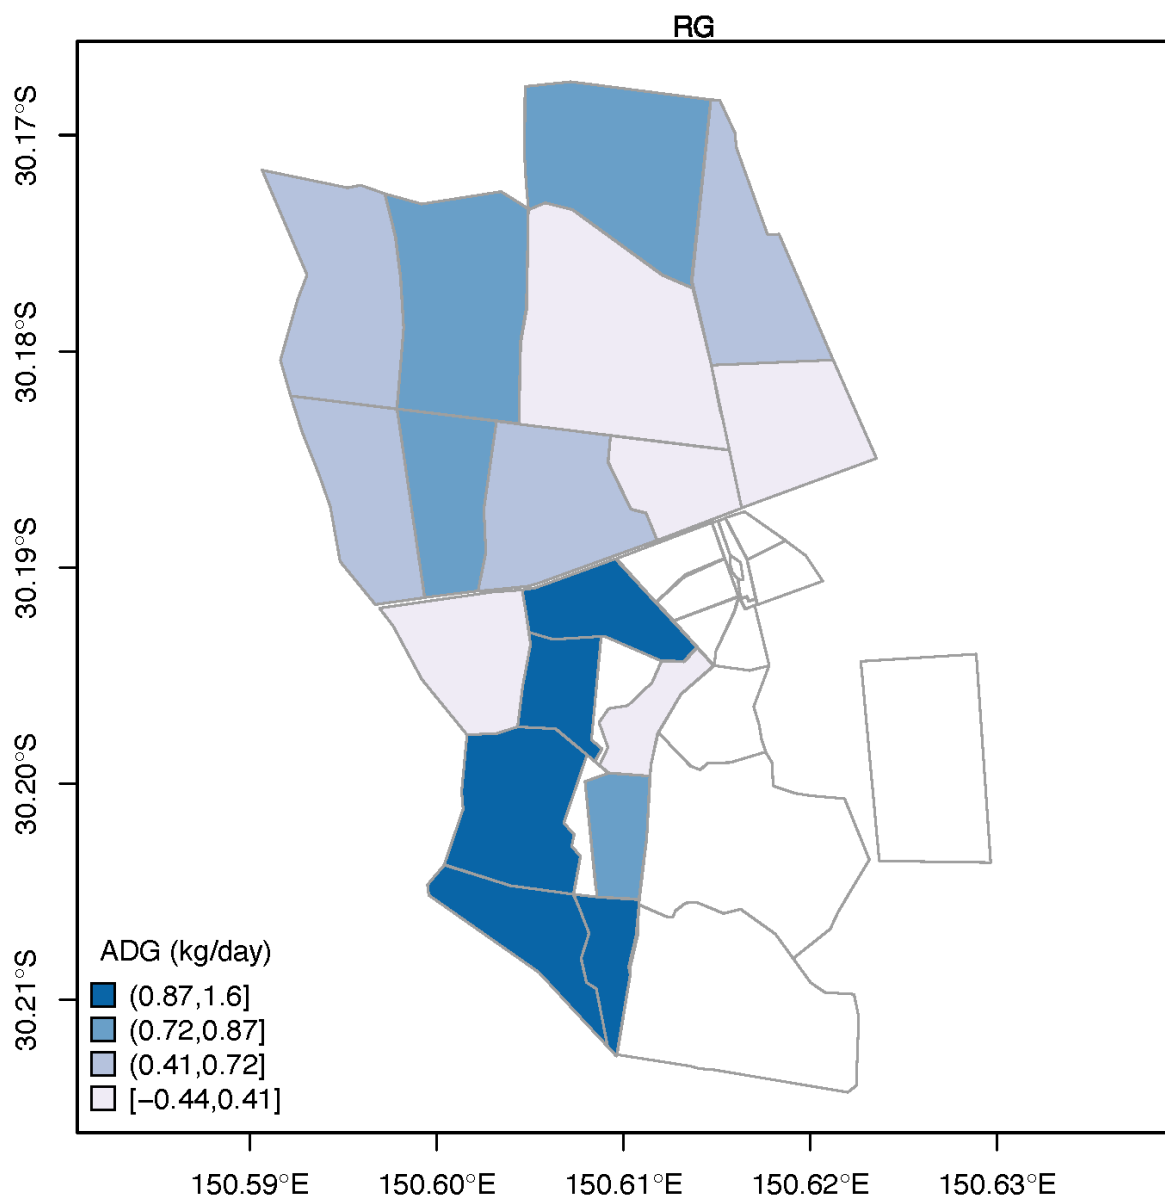 RG
30.17°S
30.18°S
30.19°S
30.20°S
30.21°S
ADG (kg/day)
(0.87,1.6]
(0.72,0.87]
(0.41,0.72]
[−0.44,0.41]
150.59°E
150.60°E
150.61°E
150.62°E
150.63°E